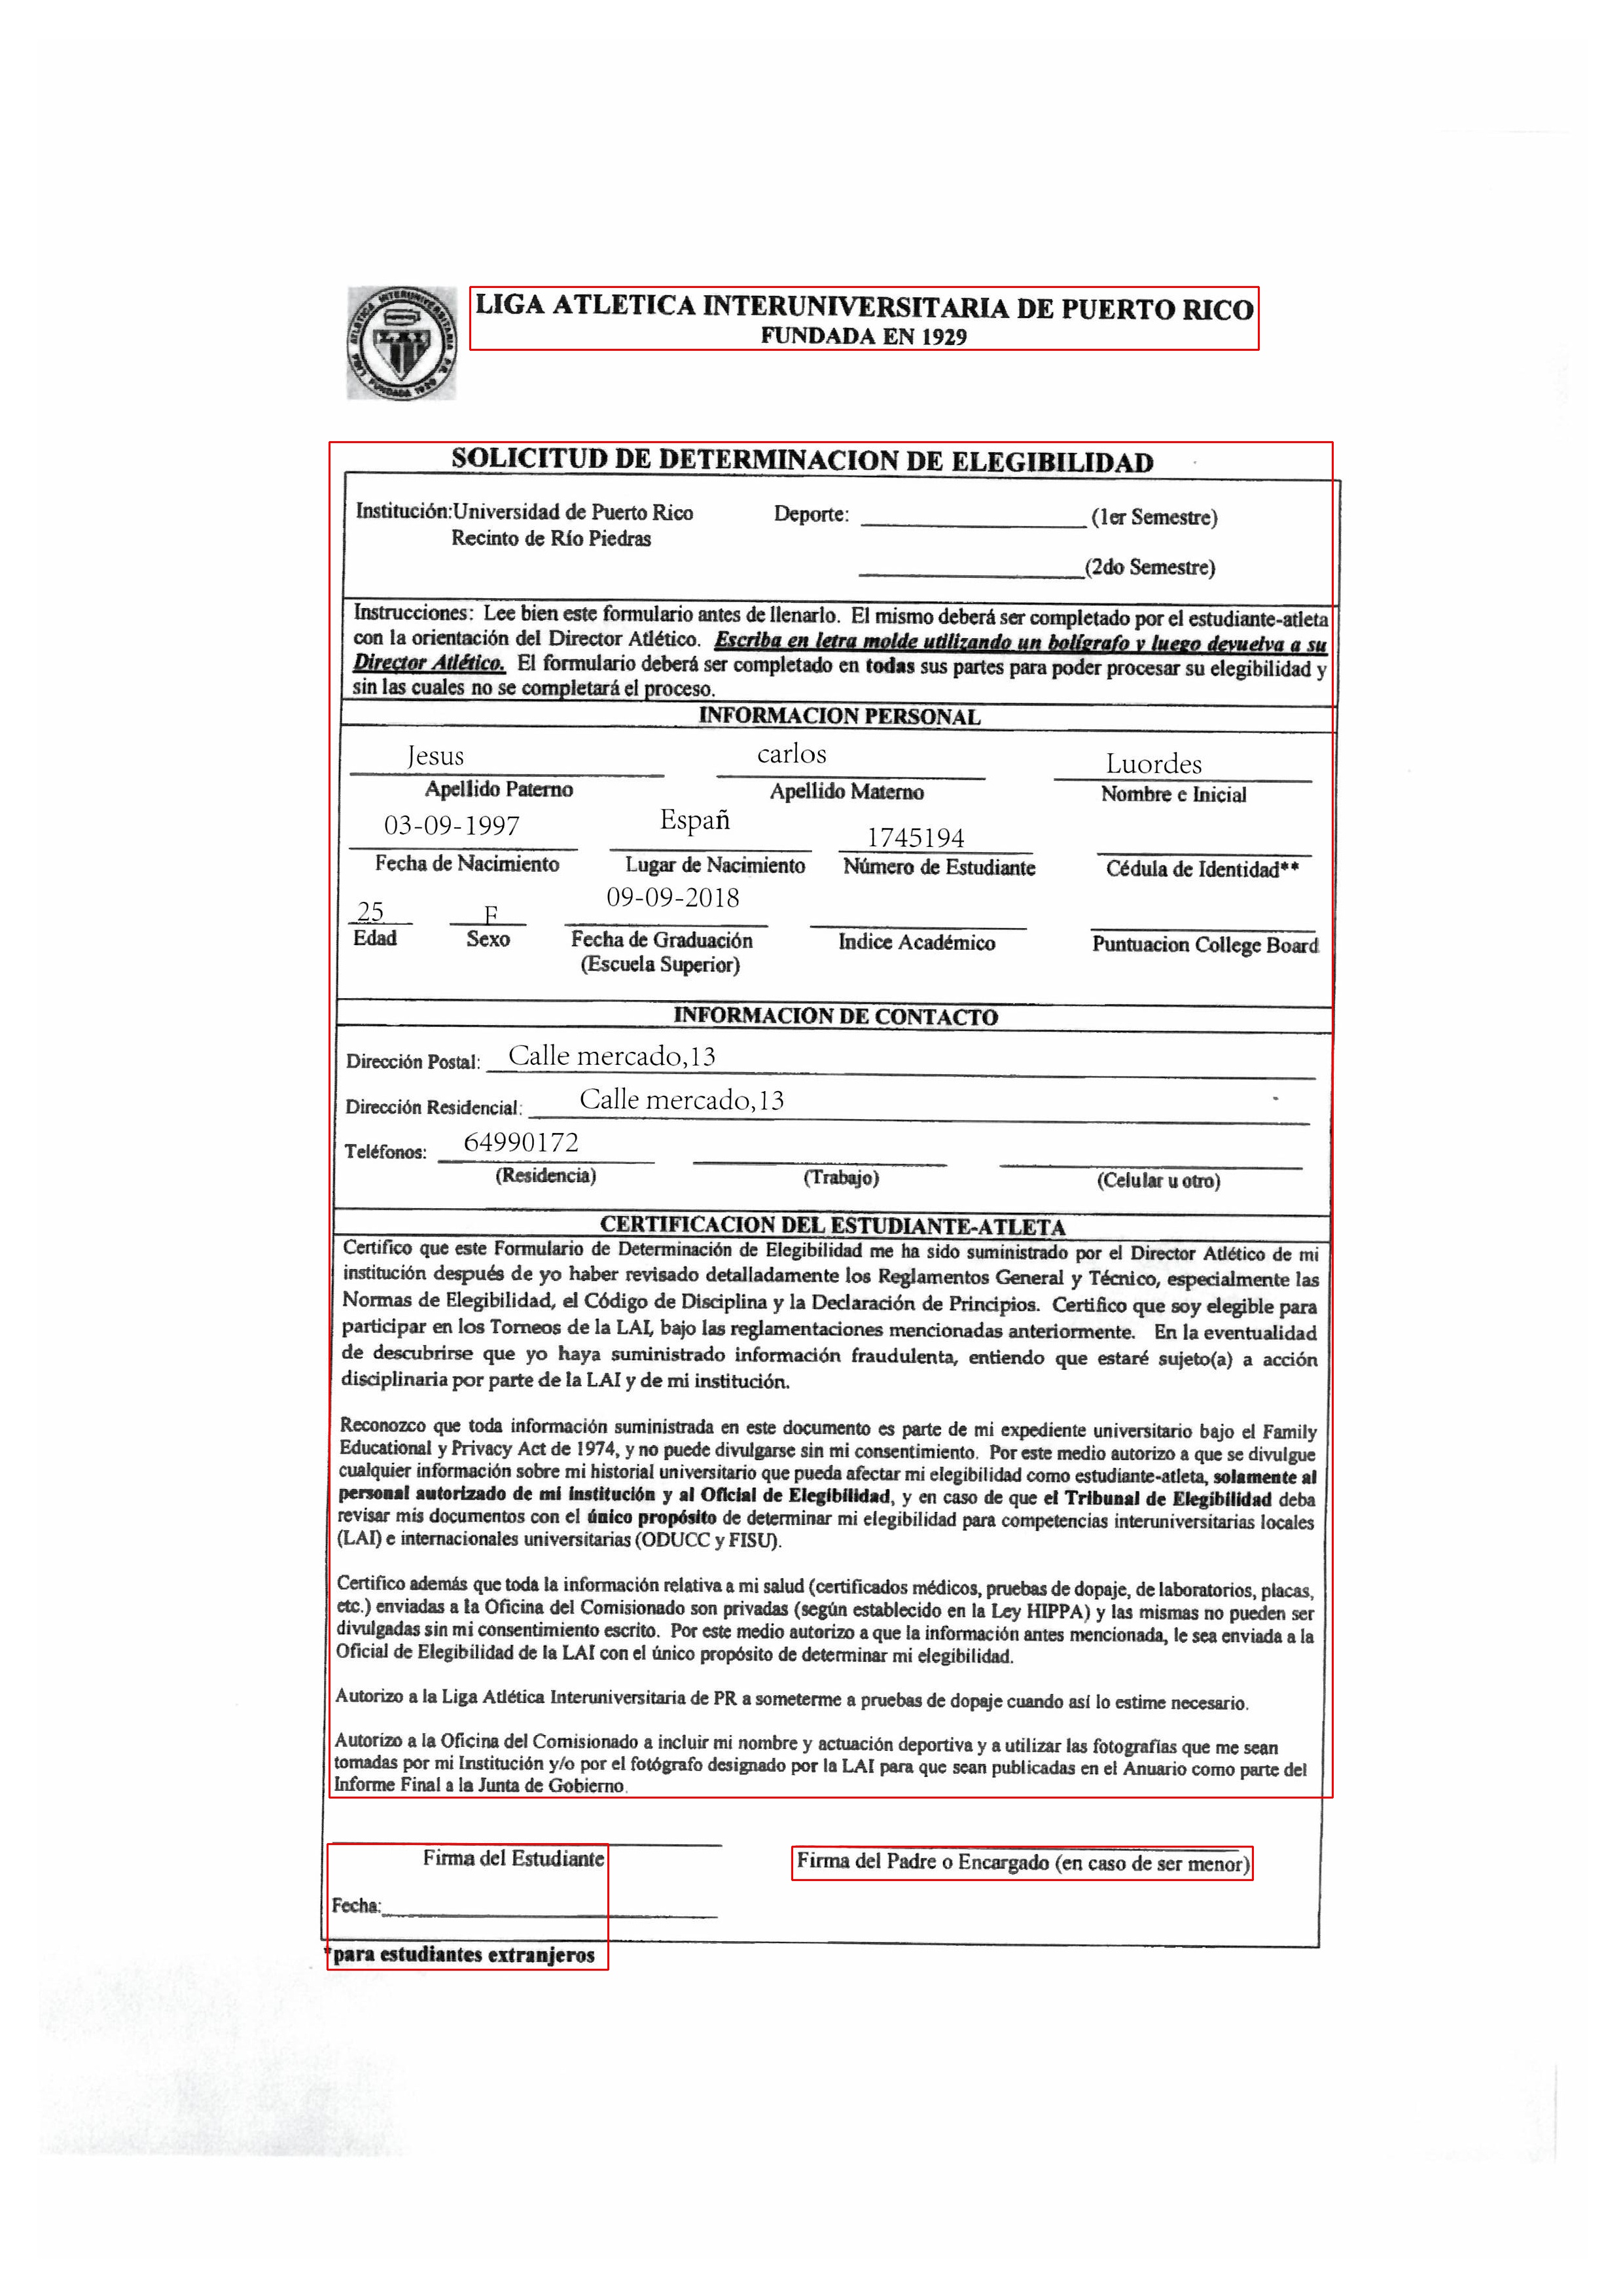 LIGA ATLETICA INTERUNIVERSITARIA DE PUERTO RICO
FUNDADA EN 1929
ATLETICA INTERUNIVERSITARIA P.R.
LAI
LIGA FUNDADA 1929
SOLICITUD DE DETERMINACION DE ELEGIBILIDAD
Institución:Universidad de Puerto Rico Deporte: (1er Semestre)
Recinto de Río Piedras
(2do Semestre)
Instrucciones: Lee bien este formulario antes de llenarlo. El mismo deberá ser completado por el estudiante-atleta
con la orientación del Director Atlético. Escriba en letra molde utilizando un bolígrafo y luego devuelva a su
Director Atlético. El formulario deberá ser completado en todas sus partes para poder procesar su elegibilidad y
sin las cuales no se completará el proceso.
INFORMACION PERSONAL
Jesus carlos Luordes
Apellido Paterno Apellido Materno Nombre e Inicial
03-09-1997 Españ 1745194
Fecha de Nacimiento Lugar de Nacimiento Número de Estudiante Cédula de Identidad**
25 F 09-09-2018
Edad Sexo Fecha de Graduación Indice Académico Puntuacion College Board
(Escuela Superior)
INFORMACION DE CONTACTO
Dirección Postal: Calle mercado,13
Dirección Residencial: Calle mercado,13
Teléfonos: 64990172
(Residencia) (Trabajo) (Celular u otro)
CERTIFICACION DEL ESTUDIANTE-ATLETA
Certifico que este Formulario de Determinación de Elegibilidad me ha sido suministrado por el Director Atlético de mi
institución después de yo haber revisado detalladamente los Reglamentos General y Técnico, especialmente las
Normas de Elegibilidad, el Código de Disciplina y la Declaración de Principios. Certifico que soy elegible para
participar en los Torneos de la LAI, bajo las reglamentaciones mencionadas anteriormente. En la eventualidad
de descubrirse que yo haya suministrado información fraudulenta, entiendo que estaré sujeto(a) a acción
disciplinaria por parte de la LAI y de mi institución.
Reconozco que toda información suministrada en este documento es parte de mi expediente universitario bajo el Family
Educational y Privacy Act de 1974, y no puede divulgarse sin mi consentimiento. Por este medio autorizo a que se divulgue
cualquier información sobre mi historial universitario que pueda afectar mi elegibilidad como estudiante-atleta, solamente al
personal autorizado de mi institución y al Oficial de Elegibilidad, y en caso de que el Tribunal de Elegibilidad deba
revisar mis documentos con el único propósito de determinar mi elegibilidad para competencias interuniversitarias locales
(LAI) e internacionales universitarias (ODUCC y FISU).
Certifico además que toda la información relativa a mi salud (certificados médicos, pruebas de dopaje, de laboratorios, placas,
etc.) enviadas a la Oficina del Comisionado son privadas (según establecido en la Ley HIPPA) y las mismas no pueden ser
divulgadas sin mi consentimiento escrito. Por este medio autorizo a que la información antes mencionada, le sea enviada a la
Oficial de Elegibilidad de la LAI con el único propósito de determinar mi elegibilidad.
Autorizo a la Liga Atlética Interuniversitaria de PR a someterme a pruebas de dopaje cuando así lo estime necesario.
Autorizo a la Oficina del Comisionado a incluir mi nombre y actuación deportiva y a utilizar las fotografías que me sean
tomadas por mi Institución y/o por el fotógrafo designado por la LAI para que sean publicadas en el Anuario como parte del
Informe Final a la Junta de Gobierno.
Firma del Estudiante Firma del Padre o Encargado (en caso de ser menor)
Fecha:
*para estudiantes extranjeros